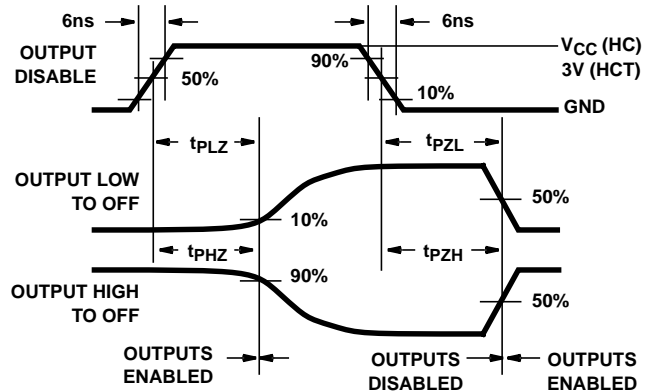 6ns
6ns
OUTPUT
DISABLE
90%
50%
10%
VCC (HC)
3V (HCT)
GND
tPLZ
tPZL
OUTPUT LOW
TO OFF
10%
50%
tPHZ
tPZH
OUTPUT HIGH
TO OFF
90%
50%
OUTPUTS
ENABLED
OUTPUTS
DISABLED
OUTPUTS
ENABLED